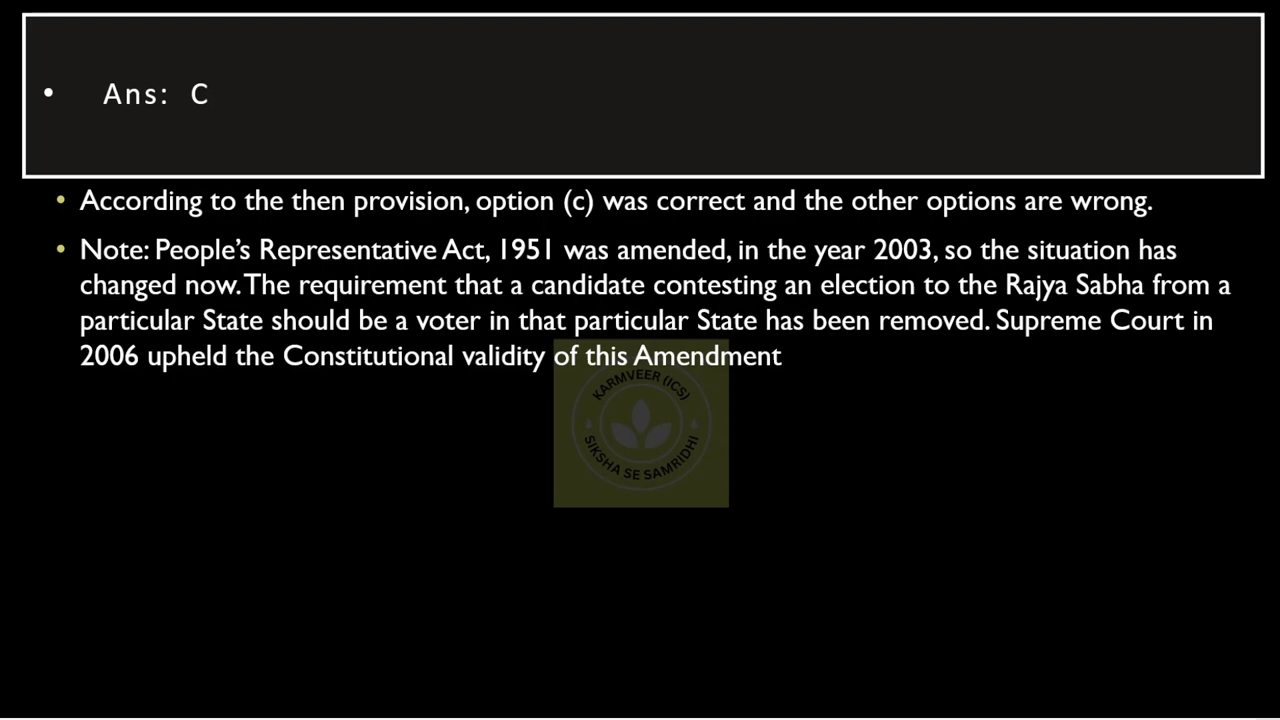 • Ans: C
• According to the then provision, option (c) was correct and the other options are wrong.
• Note: People's Representative Act, 1951 was amended, in the year 2003, so the situation has
changed now. The requirement that a candidate contesting an election to the Rajya Sabha from a
particular State should be a voter in that particular State has been removed. Supreme Court in
2006 upheld the Constitutional validity of this Amendment
KARMVEER (ICS)
SIKSHA SE SAMRIDHI